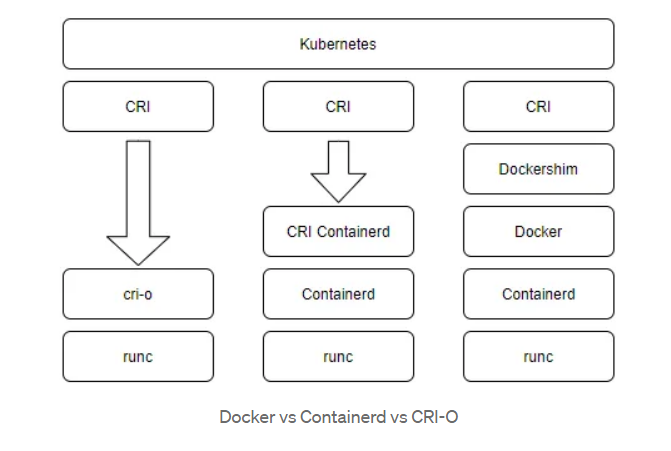 Kubernetes
CRI
CRI
CRI
Dockershim
CRI Containerd
Docker
cri-o
Containerd
Containerd
runc
runc
runc
Docker vs Containerd vs CRI-O